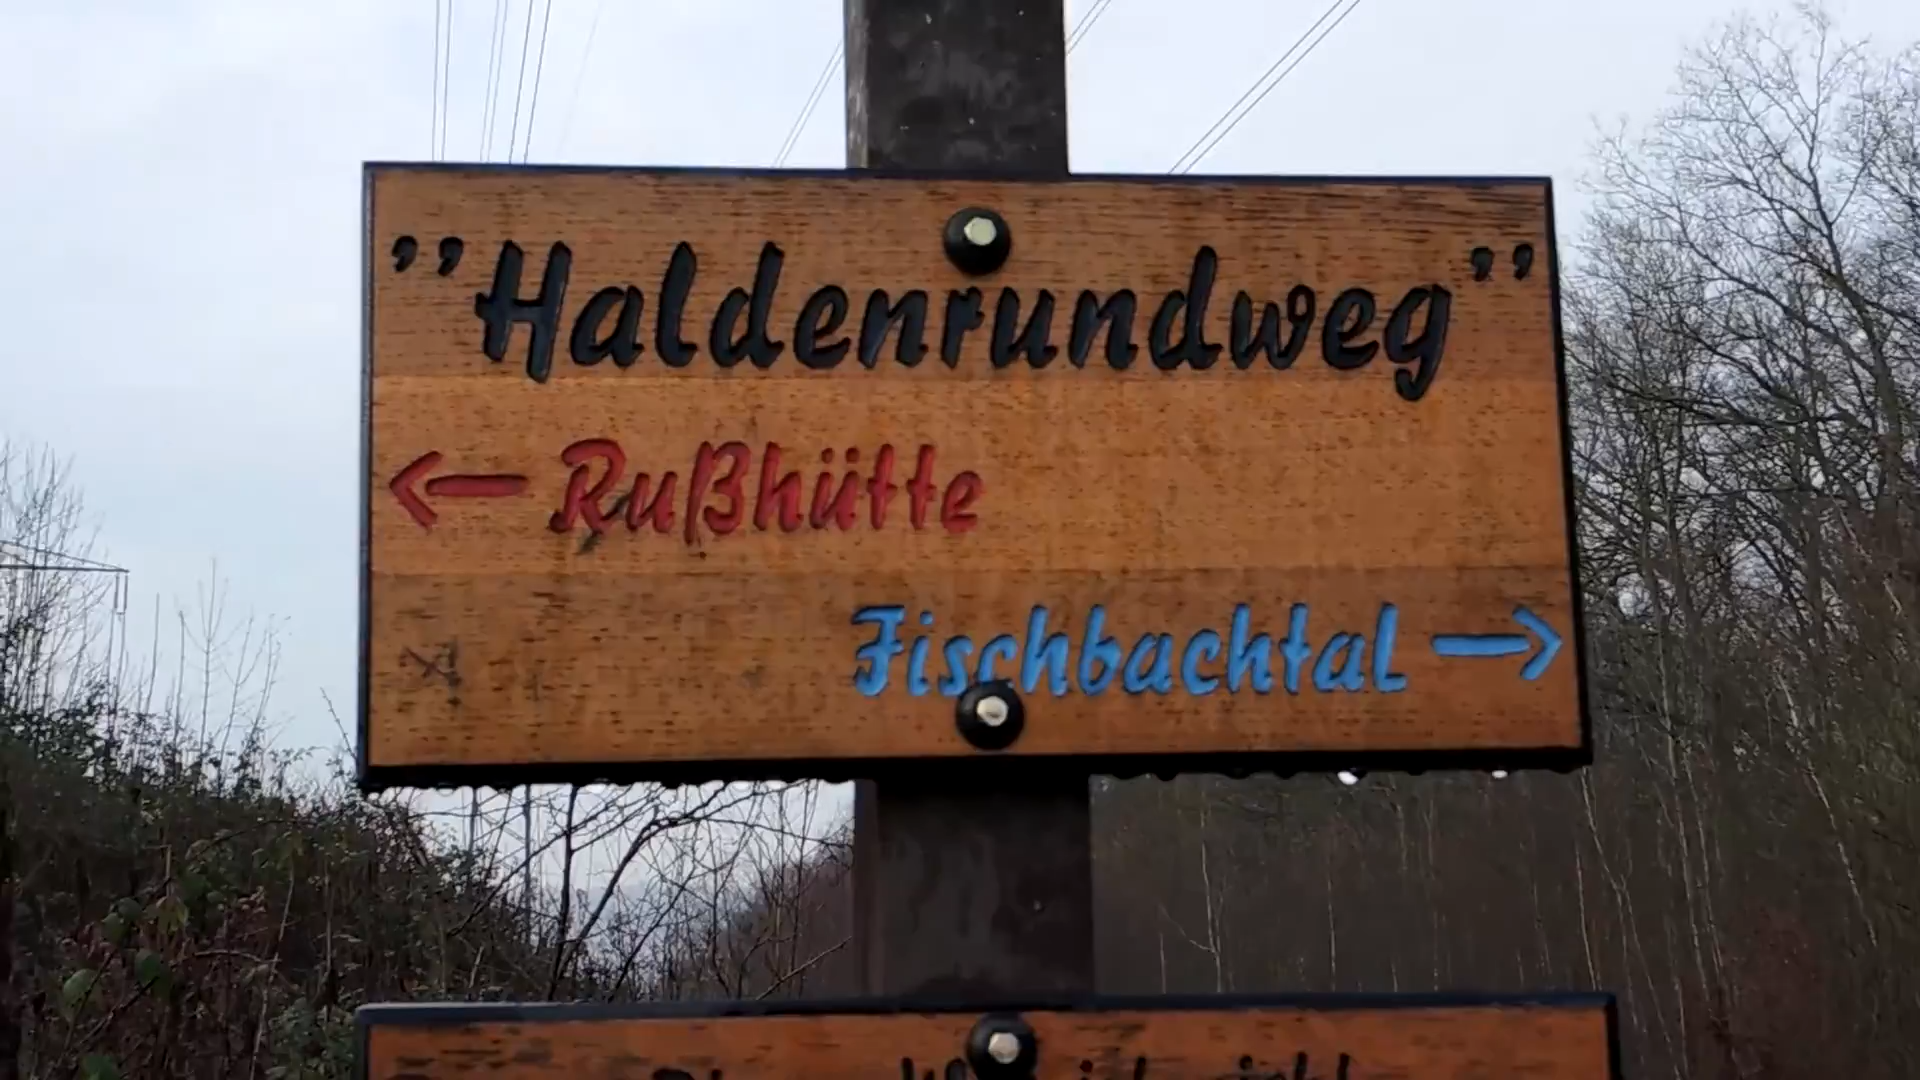 "Haldenrundweg"
← Rußhütte
Fischbachtal →